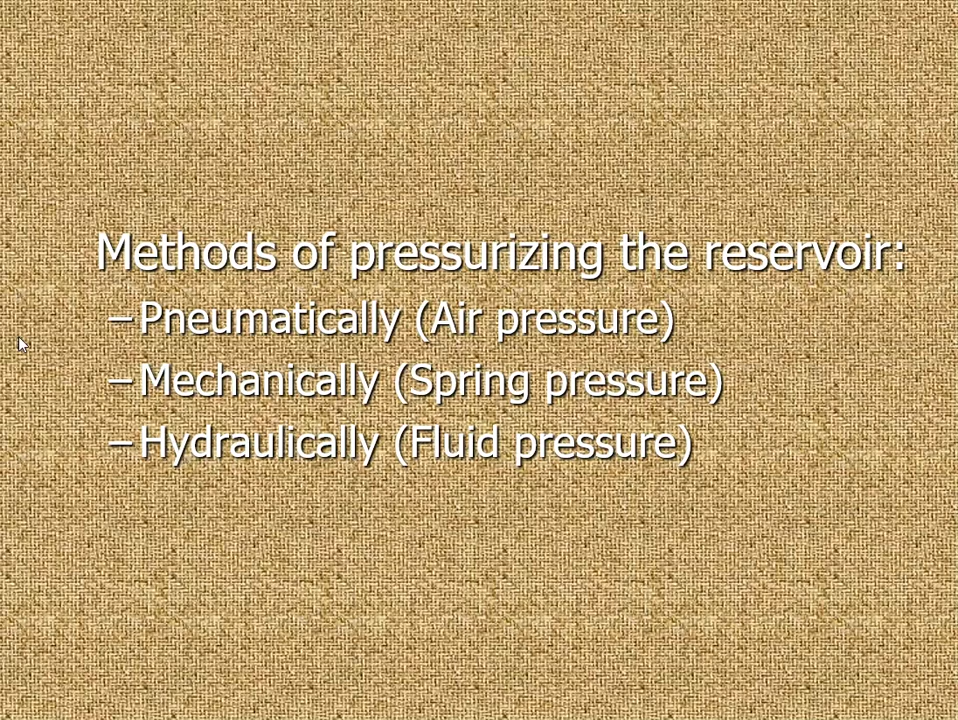 Methods of pressurizing the reservoir:
–Pneumatically (Air pressure)
–Mechanically (Spring pressure)
–Hydraulically (Fluid pressure)